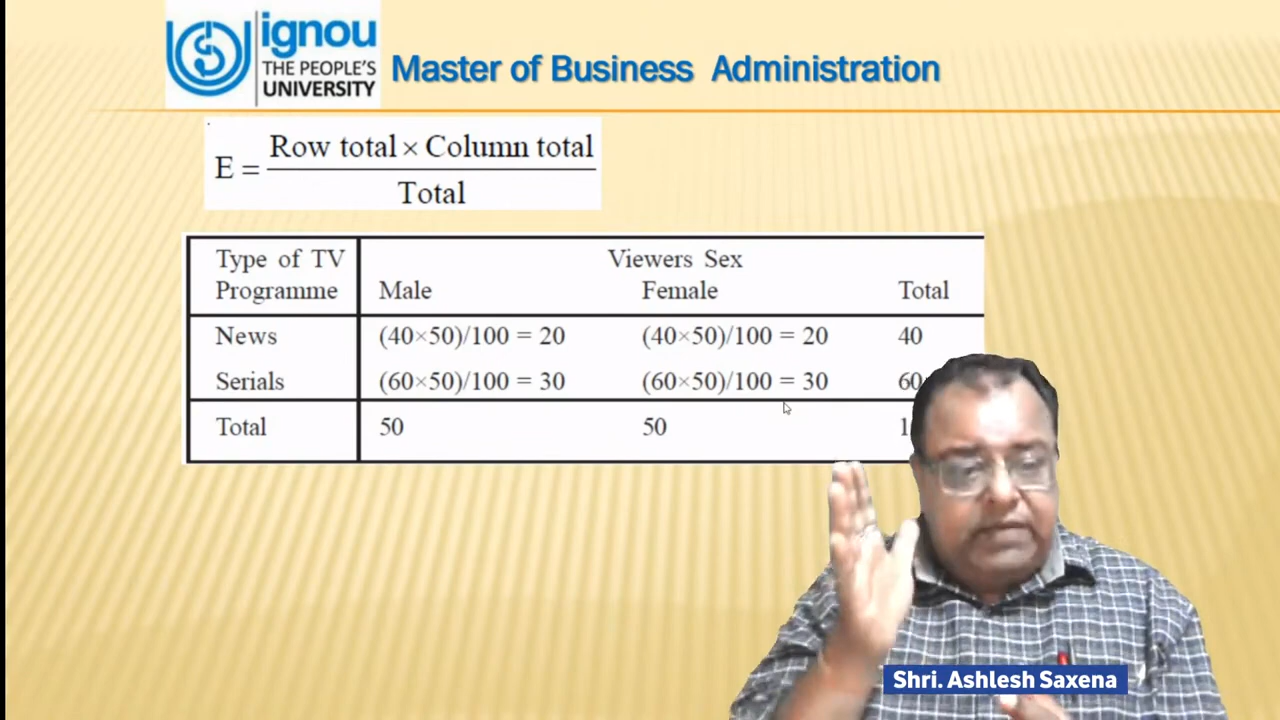 ignou
THE PEOPLE'S
UNIVERSITY
Master of Business Administration
E = Row total × Column total
Total
Type of TV Viewers Sex
Programme Male Female Total
News (40×50)/100 = 20 (40×50)/100 = 20 40
Serials (60×50)/100 = 30 (60×50)/100 = 30 60
Total 50 50
Shri. Ashlesh Saxena